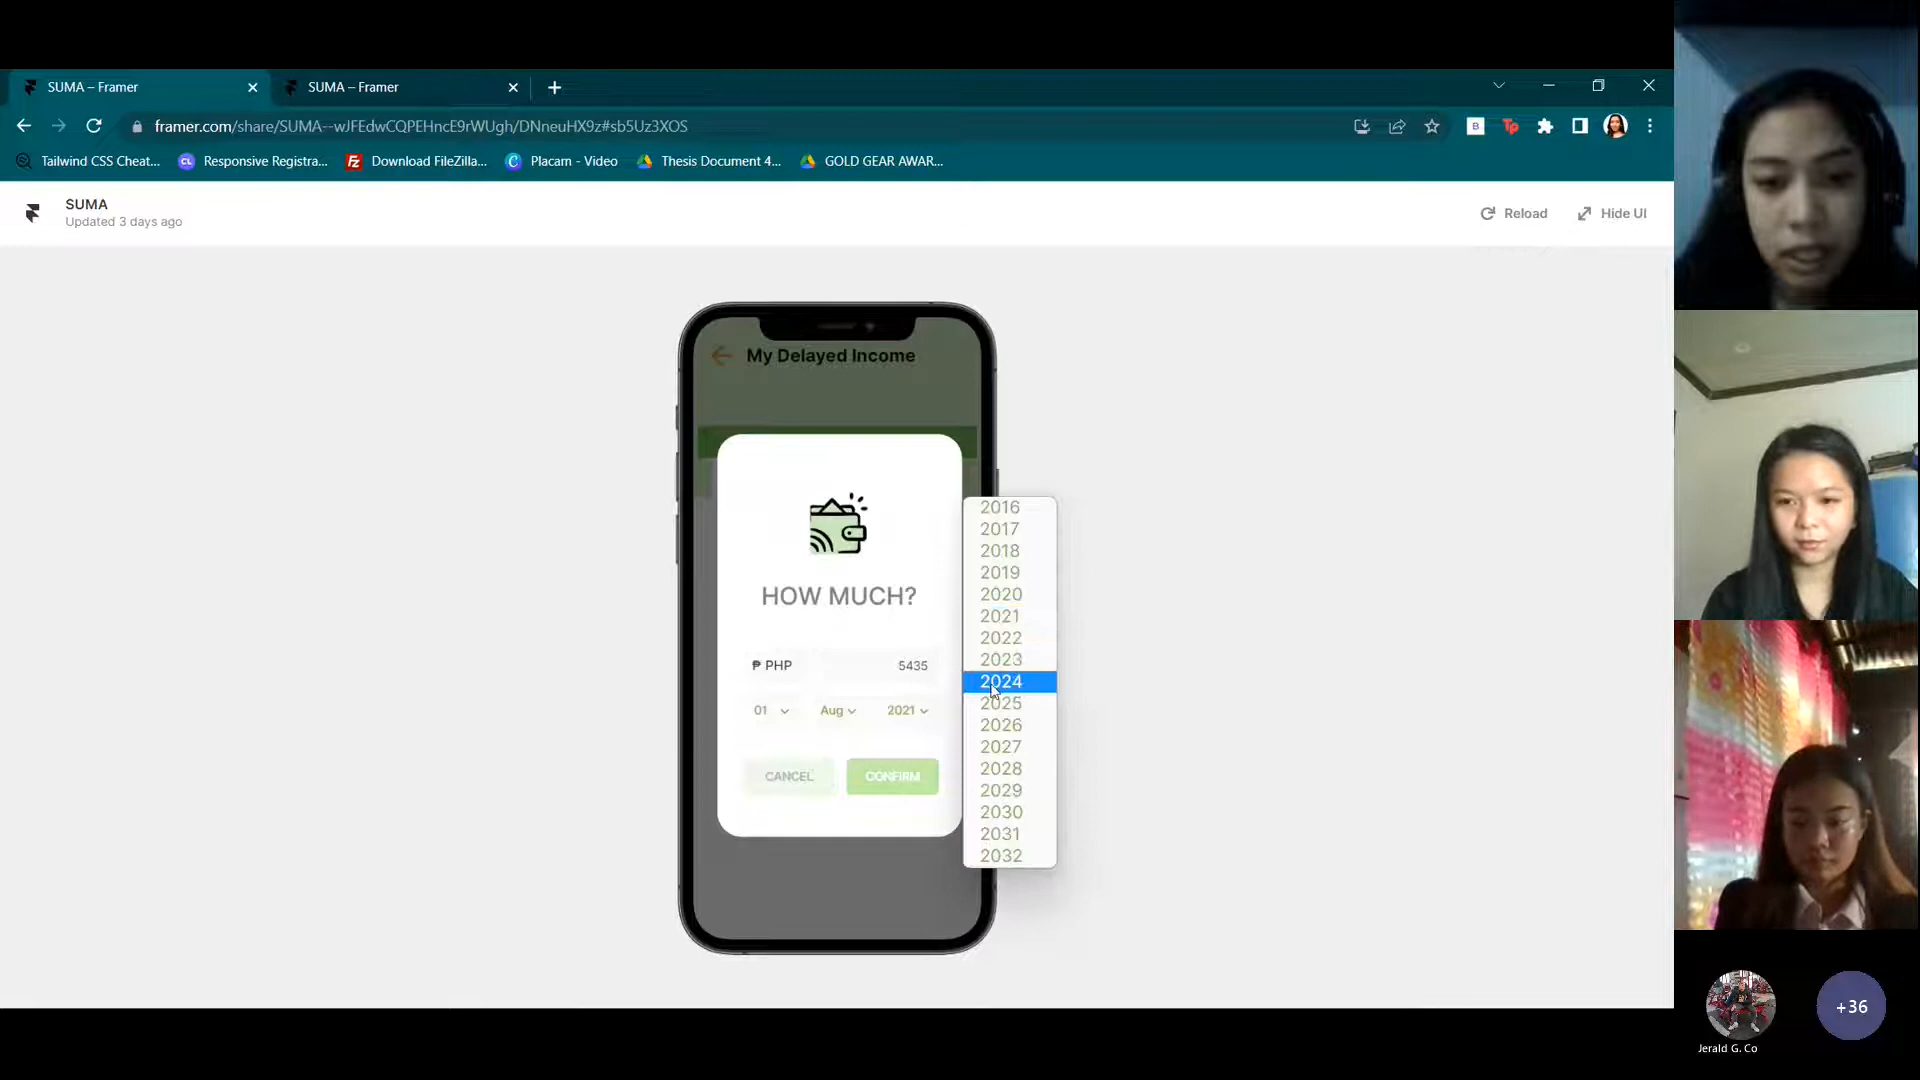 SUMA – Framer
SUMA – Framer
framer.com/share/SUMA--wJFEdwCQPEHncE9rWUgh/DNneuHX9z#sb5Uz3XOS
B
Tp
Tailwind CSS Cheat...
CL
Responsive Registra...
Fz
Download FileZilla...
C
Placam - Video
Thesis Document 4...
GOLD GEAR AWAR...
SUMA
Updated 3 days ago
Reload
Hide UI
My Delayed Income
HOW MUCH?
₱ PHP
5435
01
Aug
2021
CANCEL
CONFIRM
2016
2017
2018
2019
2020
2021
2022
2023
2024
2025
2026
2027
2028
2029
2030
2031
2032
+36
Jerald G. Co